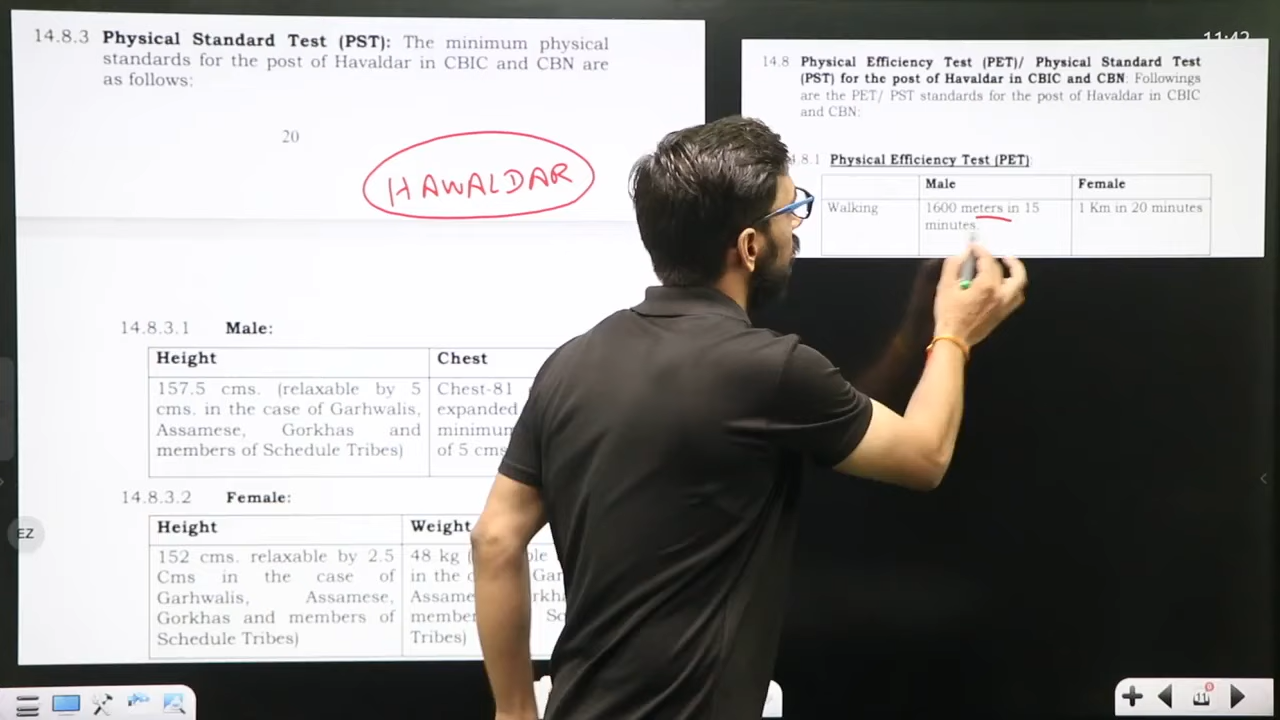 14.8.3 Physical Standard Test (PST): The minimum physical
standards for the post of Havaldar in CBIC and CBN are
as follows:
20
HAWALDAR
14.8.3.1 Male:
Height Chest
157.5 cms. (relaxable by 5
cms. in the case of Garhwalis,
Assamese, Gorkhas and
members of Schedule Tribes)
Chest-81
expanded
minimum
of 5 cms
14.8.3.2 Female:
Height Weight
152 cms. relaxable by 2.5
Cms in the case of
Garhwalis, Assamese,
Gorkhas and members of
Schedule Tribes)
48 kg
in the
Tribes)
14.8 Physical Efficiency Test (PET)/ Physical Standard Test
(PST) for the post of Havaldar in CBIC and CBN: Followings
are the PET/ PST standards for the post of Havaldar in CBIC
and CBN:
.8.1 Physical Efficiency Test (PET)
Male Female
Walking
1600 meters in 15
minutes
1 Km in 20 minutes
11:42
EZ